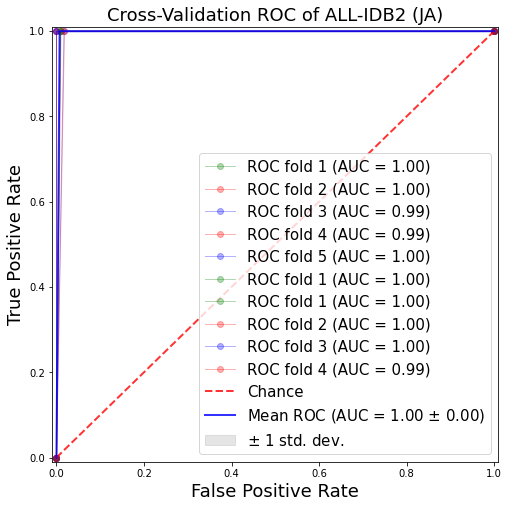 Cross-Validation ROC of ALL-IDB2 (JA)
True Positive Rate
1.0
0.8
0.6
0.4
0.2
0.0
ROC fold 1 (AUC = 1.00)
ROC fold 2 (AUC = 1.00)
ROC fold 3 (AUC = 0.99)
ROC fold 4 (AUC = 0.99)
ROC fold 5 (AUC = 1.00)
ROC fold 1 (AUC = 1.00)
ROC fold 1 (AUC = 1.00)
ROC fold 2 (AUC = 1.00)
ROC fold 3 (AUC = 1.00)
ROC fold 4 (AUC = 0.99)
Chance
Mean ROC (AUC = 1.00 ± 0.00)
± 1 std. dev.
0.0 0.2 0.4 0.6 0.8 1.0
False Positive Rate